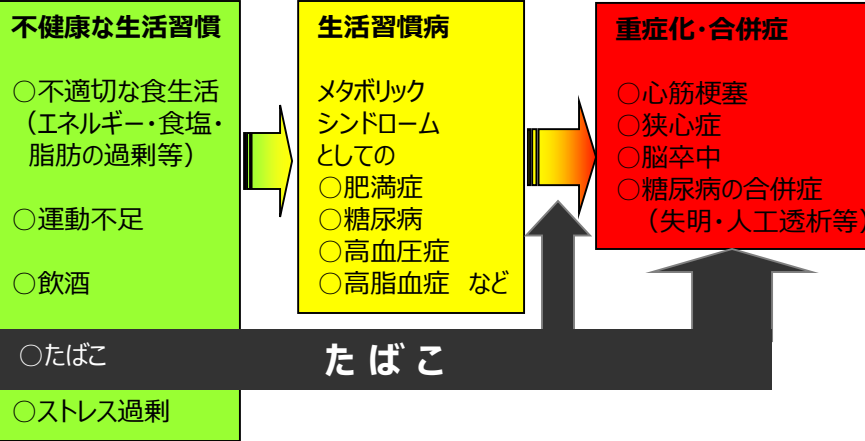 不健康な生活習慣
○不適切な食生活
（エネルギー・食塩・
脂肪の過剰等）
○運動不足
○飲酒
○たばこ
○ストレス過剰
生活習慣病
メタボリック
シンドローム
としての
○肥満症
○糖尿病
○高血圧症
○高脂血症　など
重症化・合併症
○心筋梗塞
○狭心症
○脳卒中
○糖尿病の合併症
（失明・人工透析等）
たばこ